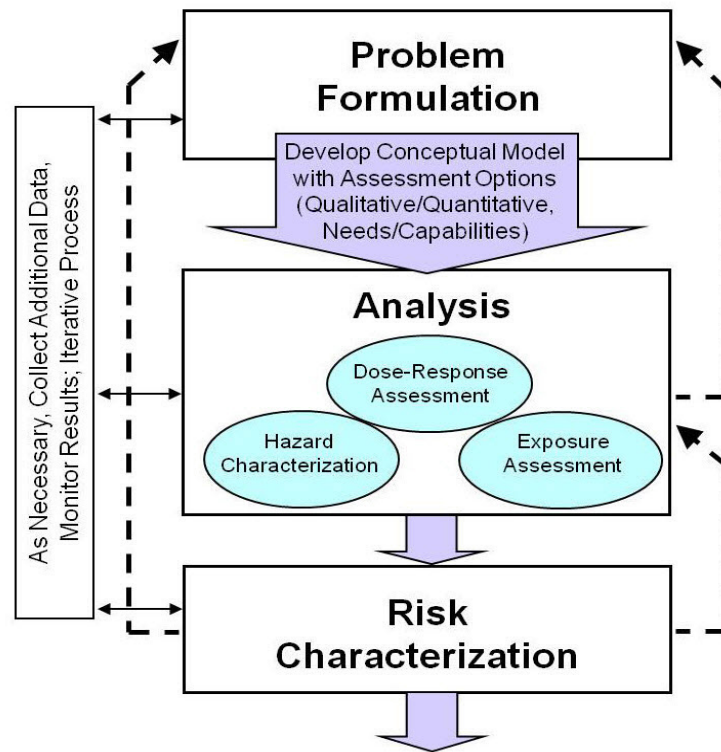 Problem
Formulation
Develop Conceptual Model
with Assessment Options
(Qualitative/Quantitative,
Needs/Capabilities)
As Necessary, Collect Additional Data,
Monitor Results; Iterative Process
Analysis
Dose-Response
Assessment
Hazard
Characterization
Exposure
Assessment
Risk
Characterization